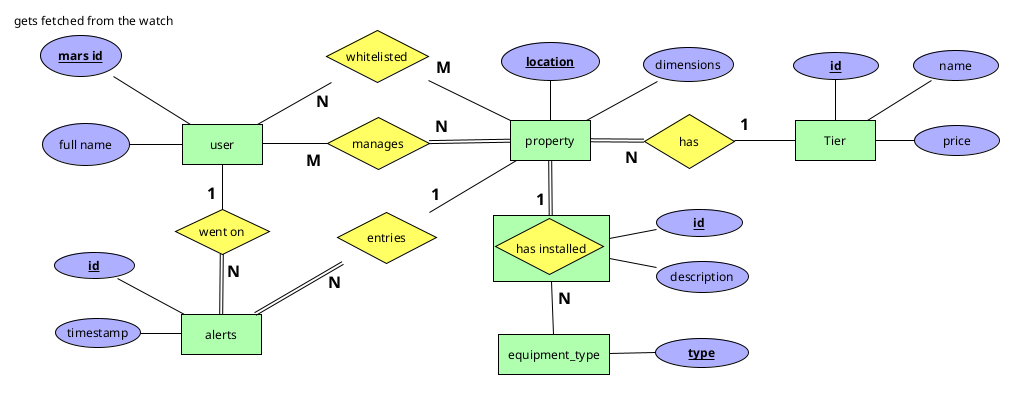 gets fetched from the watch
mars id
whitelisted
M
location
dimensions
id
name
N
full name
user
M
manages
N
property
N
has
1
Tier
price
1
went on
1
entries
1
has installed
id
description
id
N
N
N
timestamp
alerts
equipment_type
type